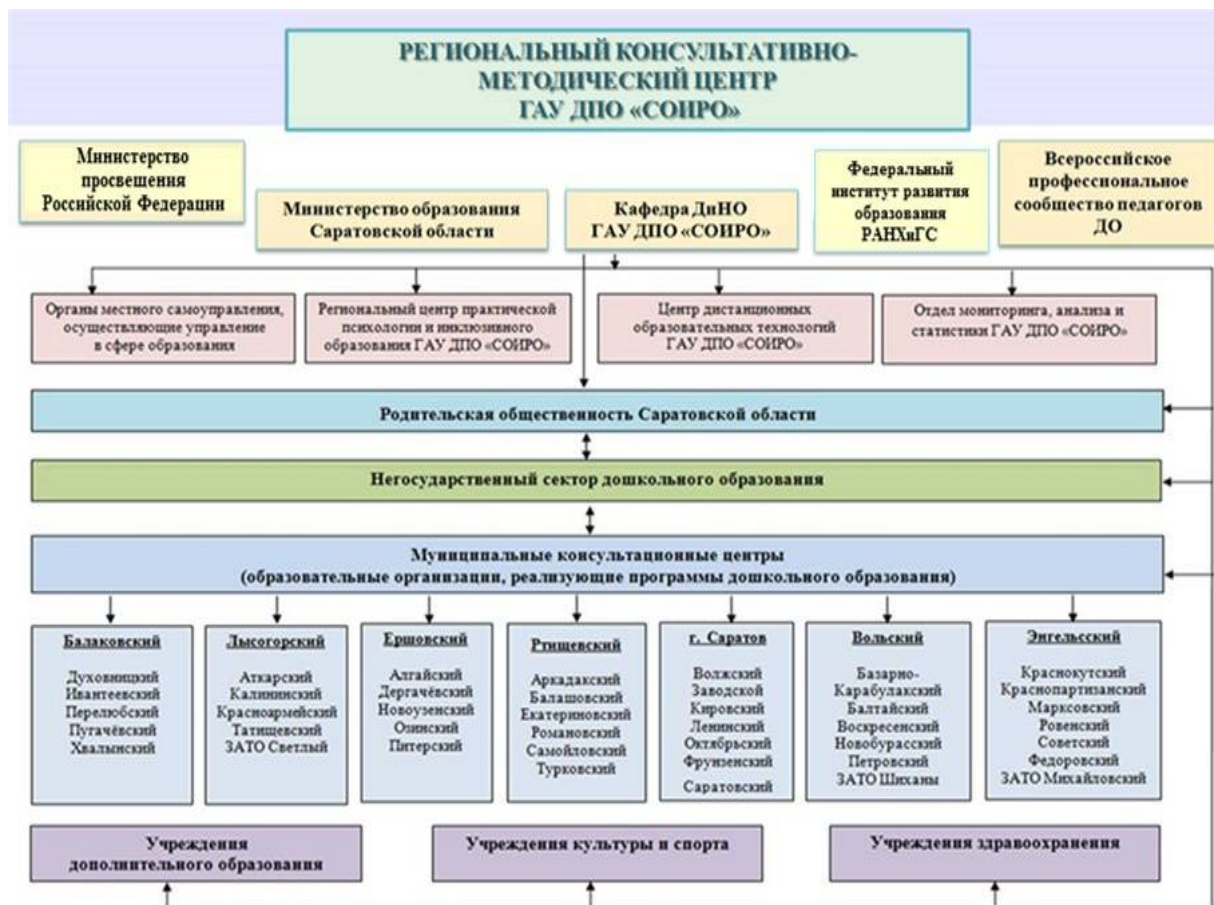 РЕГИОНАЛЬНЫЙ КОНСУЛЬТАТИВНО-
МЕТОДИЧЕСКИЙ ЦЕНТР
ГАУ ДПО «СОИРО»
Министерство
просвещения
Российской Федерации
Министерство образования
Саратовской области
Кафедра ДиНО
ГАУ ДПО «СОИРО»
Федеральный
институт развития
образования
РАНХиГС
Всероссийское
профессиональное
сообщество педагогов
ДО
Органы местного самоуправления,
осуществляющие управление
в сфере образования
Региональный центр практической
психологии и инклюзивного
образования ГАУ ДПО «СОИРО»
Центр дистанционных
образовательных технологий
ГАУ ДПО «СОИРО»
Отдел мониторинга, анализа и
статистики ГАУ ДПО «СОИРО»
Родительская общественность Саратовской области
Негосударственный сектор дошкольного образования
Муниципальные консультационные центры
(образовательные организации, реализующие программы дошкольного образования)
Балаковский
Духовницкий
Ивантеевский
Перелюбский
Пугачёвский
Хвалынский
Лысогорский
Аткарский
Калининский
Красноармейский
Татищевский
ЗАТО Светлый
Ершовский
Алгайский
Дергачёвский
Новоузенский
Озинский
Питерский
Ртищевский
Аркадакский
Балашовский
Екатериновский
Романовский
Самойловский
Турковский
г. Саратов
Волжский
Заводской
Кировский
Ленинский
Октябрьский
Фрунзенский
Саратовский
Вольский
Базарно-
Карабулакский
Балтайский
Воскресенский
Новобурасский
Петровский
ЗАТО Шиханы
Энгельсский
Краснокутский
Краснопартизанский
Марксовский
Ровенский
Советский
Федоровский
ЗАТО Михайловский
Учреждения
дополнительного образования
Учреждения культуры и спорта
Учреждения здравоохранения